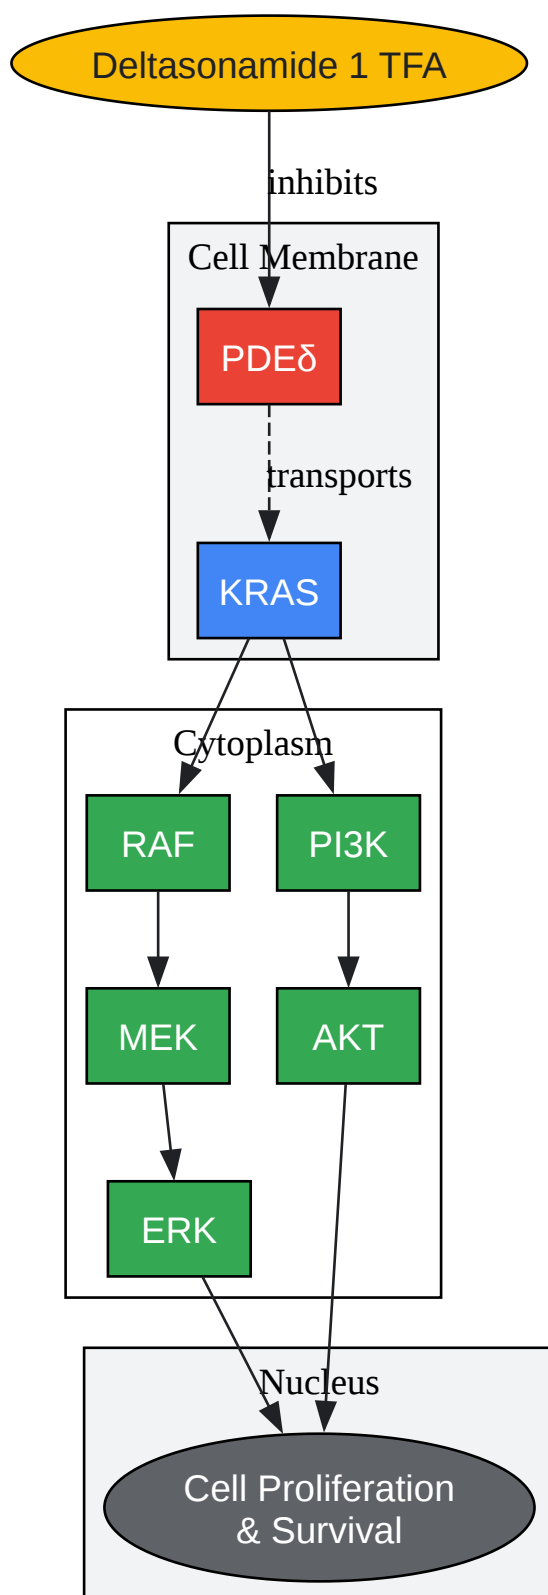 Deltasonamide 1 TFA
inhibits
Cell Membrane
PDEδ
transports
KRAS
Cytoplasm
RAF
PI3K
MEK
AKT
ERK
Nucleus
Cell Proliferation
& Survival